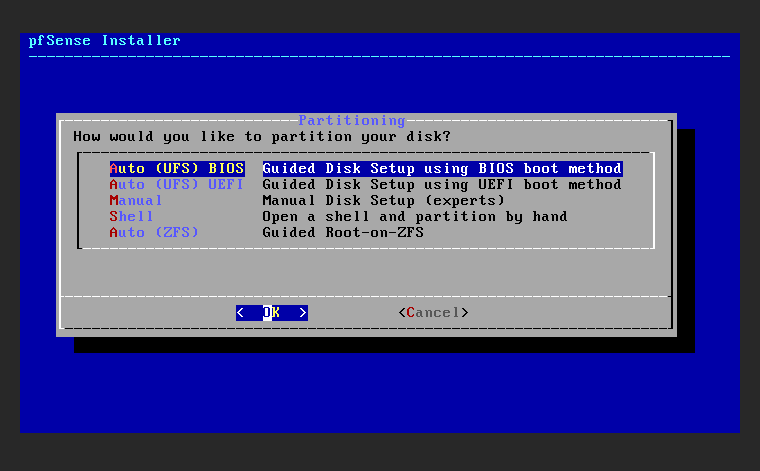 pfSense Installer
Partitioning
How would you like to partition your disk?
Auto (UFS) BIOS Guided Disk Setup using BIOS boot method
Auto (UFS) UEFI Guided Disk Setup using UEFI boot method
Manual Manual Disk Setup (experts)
Shell Open a shell and partition by hand
Auto (ZFS) Guided Root-on-ZFS
< OK > <Cancel>